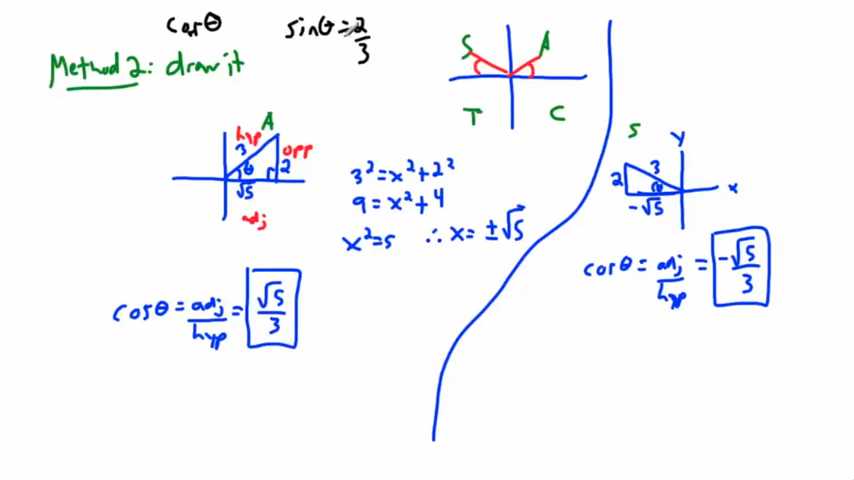 cosθ sinθ = 2/3
Method 2: draw it
S A
T C
A
hyp
3
opp
θ
2
√5
adj
3² = x² + 2²
9 = x² + 4
x² = 5 ∴ x = ±√5
cosθ = adj/hyp = √5/3
S
y
3
2
θ
x
-√5
cosθ = adj/hyp = -√5/3